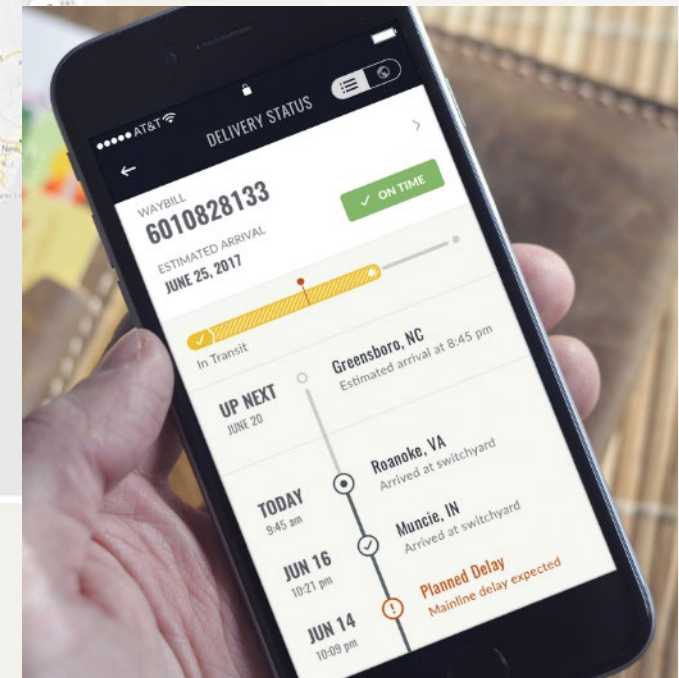 AT&T
DELIVERY STATUS
WAYBILL
6010828133
ESTIMATED ARRIVAL
JUNE 25, 2017
✓ ON TIME
In Transit
UP NEXT
JUNE 20
Greensboro, NC
Estimated arrival at 8:45 pm
TODAY
9:45 am
Roanoke, VA
Arrived at switchyard
JUN 16
10:21 pm
Muncie, IN
Arrived at switchyard
JUN 14
10:09 pm
Planned Delay
Mainline delay expected